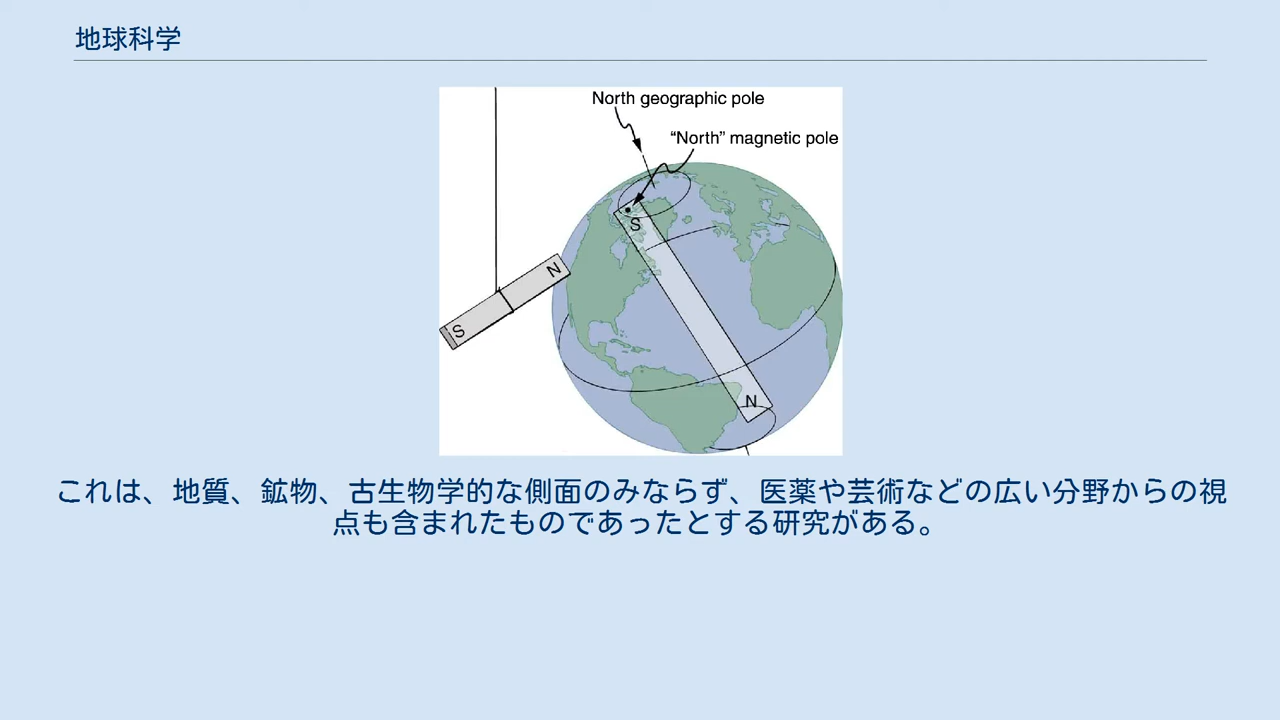 地球科学
North geographic pole
“North” magnetic pole
S
N
S
N
これは、地質、鉱物、古生物学的な側面のみならず、医薬や芸術などの広い分野からの視
点も含まれたものであったとする研究がある。